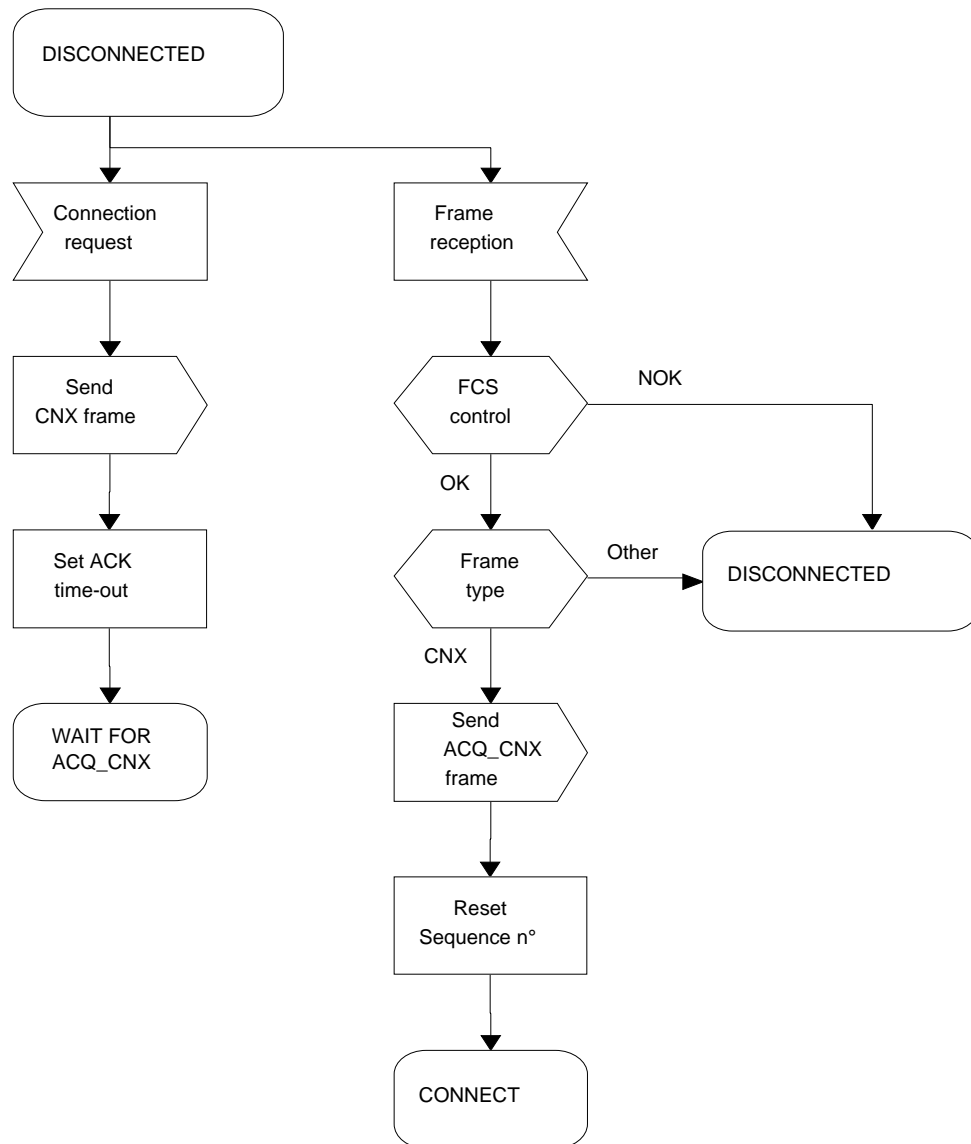 DISCONNECTED
Connection
request
Frame
reception
Send
CNX frame
FCS
control
NOK
OK
Set ACK
time-out
Frame
type
Other
DISCONNECTED
CNX
WAIT FOR
ACQ_CNX
Send
ACQ_CNX
frame
Reset
Sequence n°
CONNECT